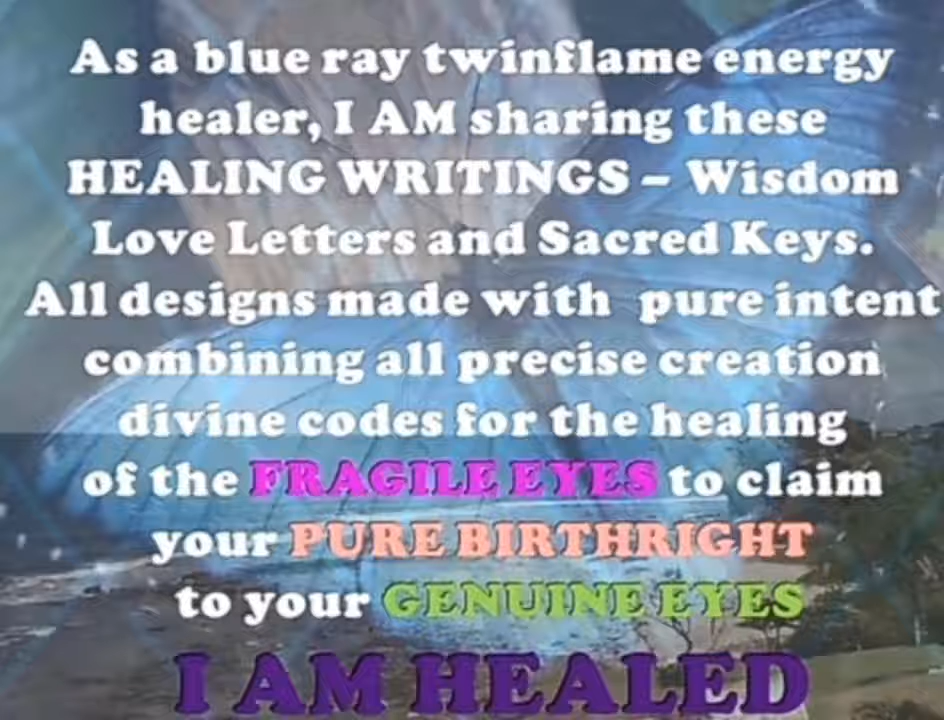 As a blue ray twinflame energy
healer, I AM sharing these
HEALING WRITINGS – Wisdom
Love Letters and Sacred Keys.
All designs made with pure intent
combining all precise creation
divine codes for the healing
of the FRAGILE EYES to claim
your PURE BIRTHRIGHT
to your GENUINE EYES
I AM HEALED